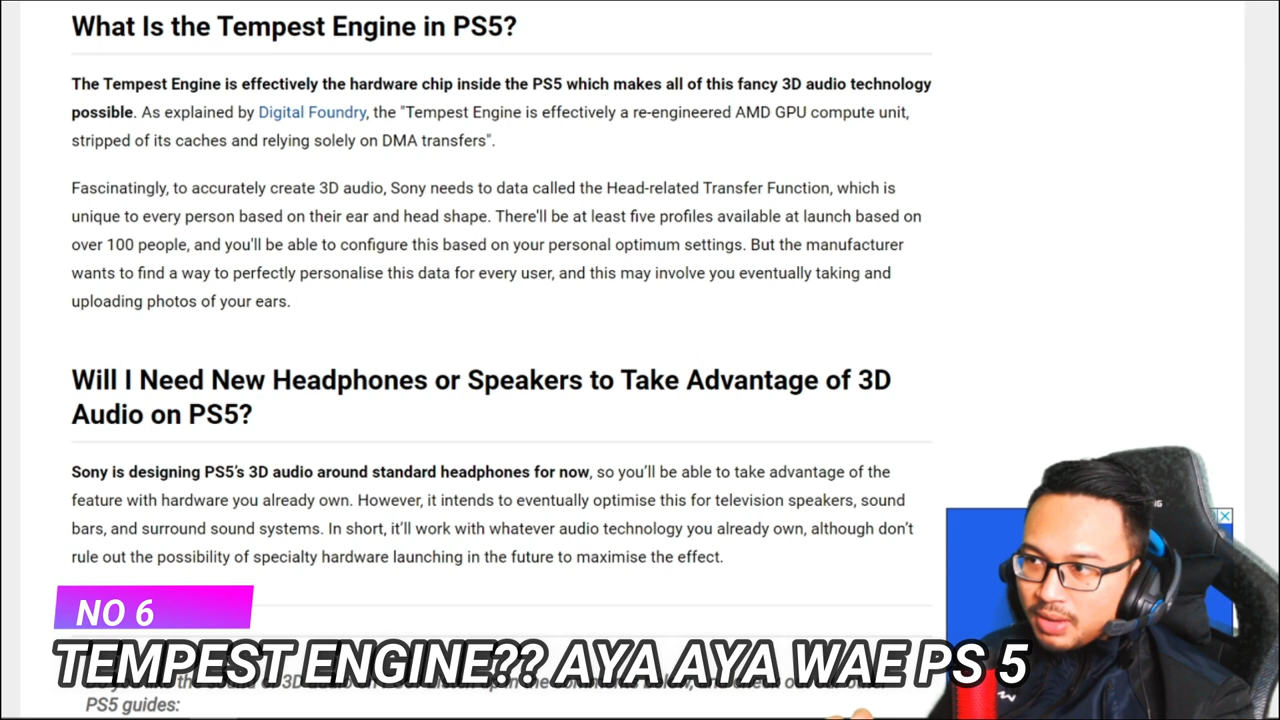 What Is the Tempest Engine in PS5?
The Tempest Engine is effectively the hardware chip inside the PS5 which makes all of this fancy 3D audio technology
possible. As explained by Digital Foundry, the "Tempest Engine is effectively a re-engineered AMD GPU compute unit,
stripped of its caches and relying solely on DMA transfers".
Fascinatingly, to accurately create 3D audio, Sony needs to data called the Head-related Transfer Function, which is
unique to every person based on their ear and head shape. There'll be at least five profiles available at launch based on
over 100 people, and you'll be able to configure this based on your personal optimum settings. But the manufacturer
wants to find a way to perfectly personalise this data for every user, and this may involve you eventually taking and
uploading photos of your ears.
Will I Need New Headphones or Speakers to Take Advantage of 3D
Audio on PS5?
Sony is designing PS5’s 3D audio around standard headphones for now, so you’ll be able to take advantage of the
feature with hardware you already own. However, it intends to eventually optimise this for television speakers, sound
bars, and surround sound systems. In short, it’ll work with whatever audio technology you already own, although don’t
rule out the possibility of specialty hardware launching in the future to maximise the effect.
NO 6
TEMPEST ENGINE?? AYA AYA WAE PS 5
PS5 guides: